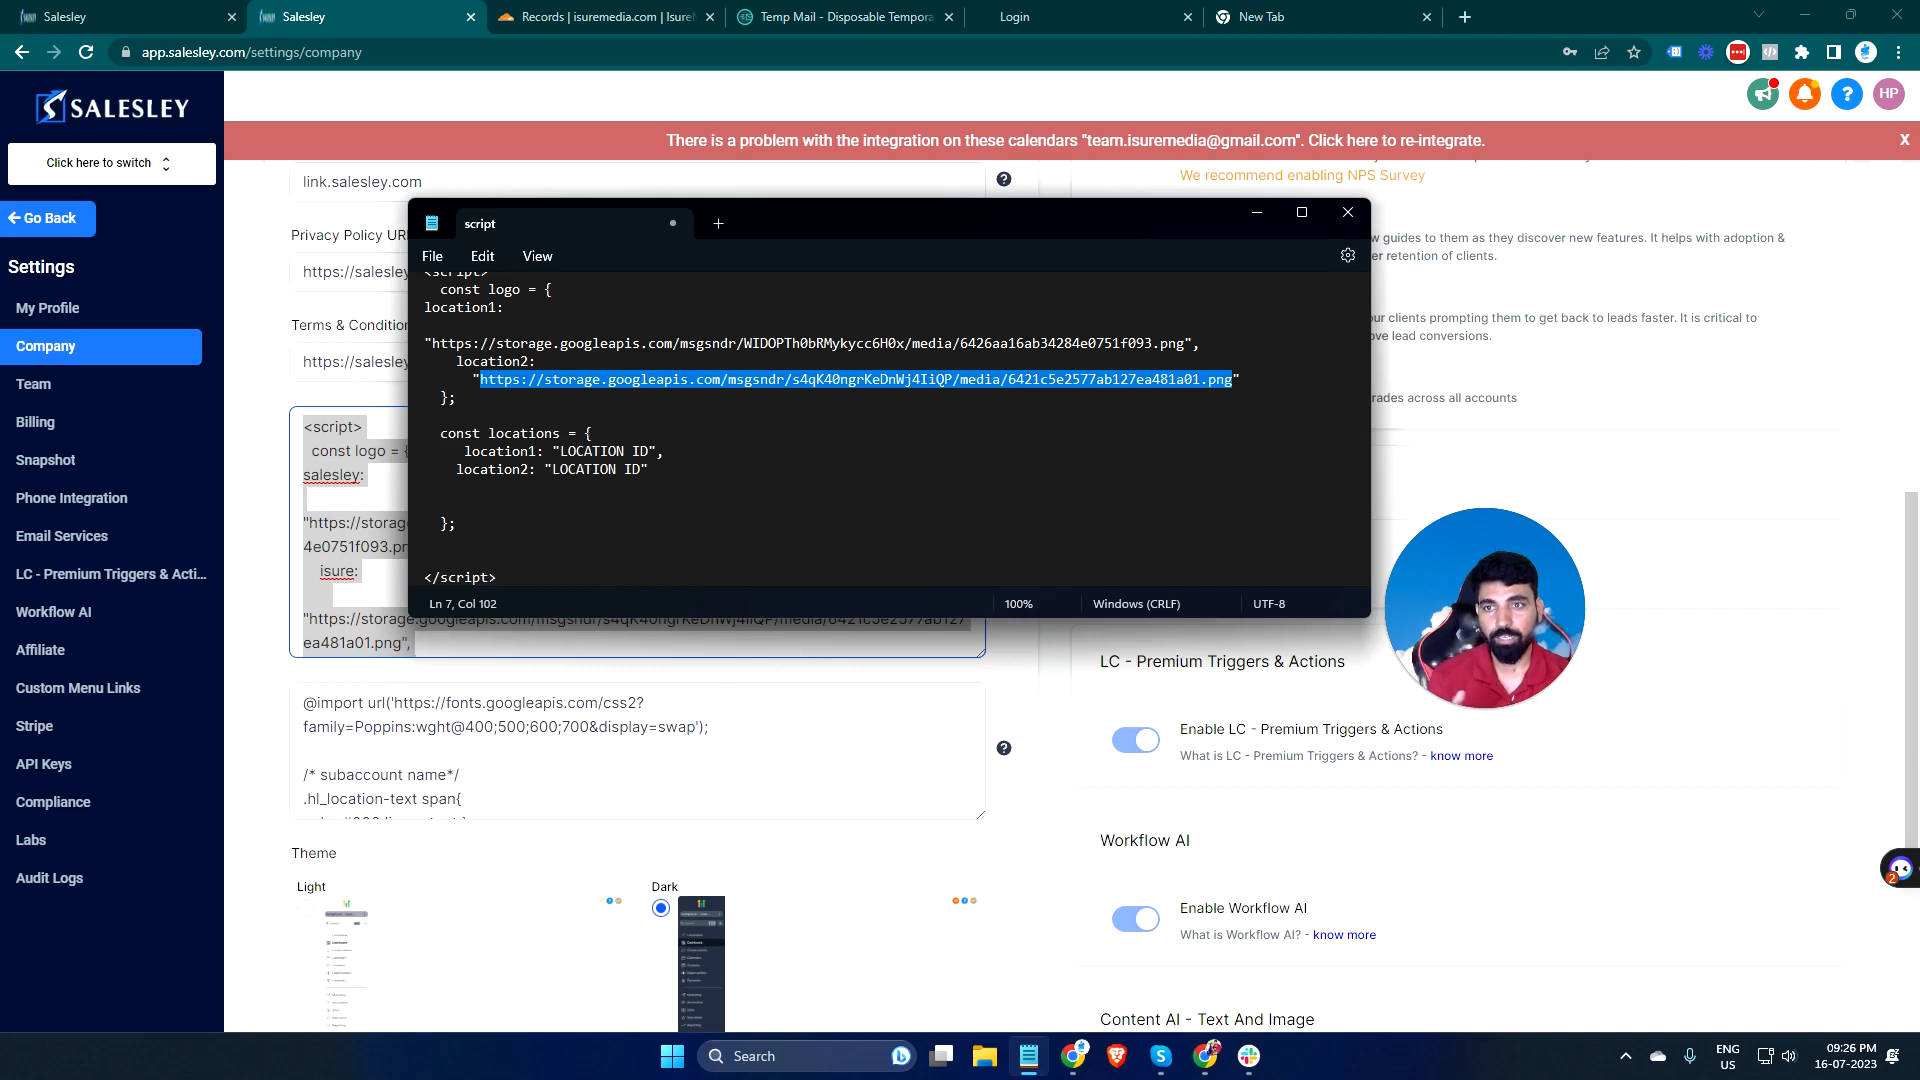 Salesley
Salesley
Records | isuremedia.com | Isure
Temp Mail - Disposable Tempora
Login
New Tab
app.salesley.com/settings/company
SALESLEY
HP
There is a problem with the integration on these calendars "team.isuremedia@gmail.com". Click here to re-integrate.
X
Click here to switch
Go Back
Settings
My Profile
Company
Team
Billing
Snapshot
Phone Integration
Email Services
LC - Premium Triggers & Acti...
Workflow AI
Affiliate
Custom Menu Links
Stripe
API Keys
Compliance
Labs
Audit Logs
link.salesley.com
Privacy Policy URL
https://salesley
Terms & Condition
https://salesley
<script>
const logo = {
salesley:
"https://storag
4e0751f093.pn
isure:
"https://storage.googleapis.com/msgsndr/s4qK40ngrKeDnWj4IiQP/media/6421c5e2577ab127
ea481a01.png",
@import url('https://fonts.googleapis.com/css2?
family=Poppins:wght@400;500;600;700&display=swap');
/* subaccount name*/
.hl_location-text span{
Theme
Light
Dark
script
File
Edit
View
<script>
const logo = {
location1:
"https://storage.googleapis.com/msgsndr/WIDOPTh0bRMykycc6H0x/media/6426aa16ab34284e0751f093.png",
location2:
"https://storage.googleapis.com/msgsndr/s4qK40ngrKeDnWj4IiQP/media/6421c5e2577ab127ea481a01.png"
};
const locations = {
location1: "LOCATION ID",
location2: "LOCATION ID"
};
</script>
Ln 7, Col 102
100%
Windows (CRLF)
UTF-8
We recommend enabling NPS Survey
w guides to them as they discover new features. It helps with adoption &
er retention of clients.
our clients prompting them to get back to leads faster. It is critical to
ove lead conversions.
rades across all accounts
LC - Premium Triggers & Actions
Enable LC - Premium Triggers & Actions
What is LC - Premium Triggers & Actions? - know more
Workflow AI
Enable Workflow AI
What is Workflow AI? - know more
Content AI - Text And Image
2
Search
ENG
US
09:26 PM
16-07-2023